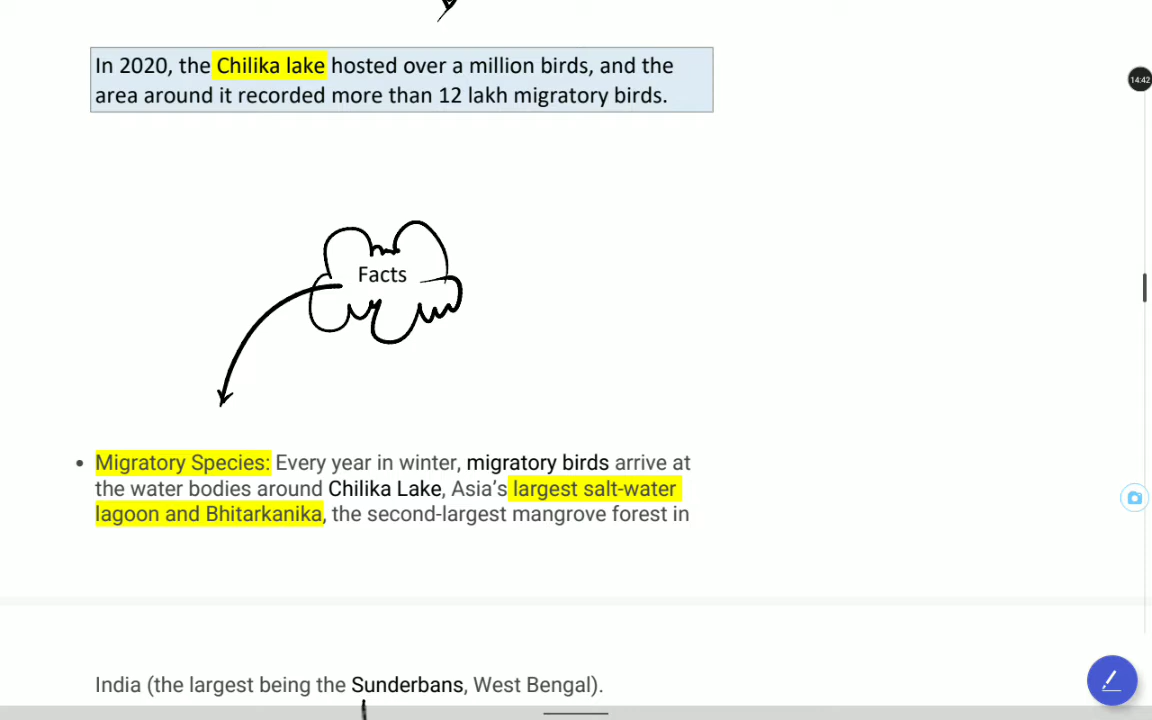 In 2020, the Chilika lake hosted over a million birds, and the
area around it recorded more than 12 lakh migratory birds.
14:42
Facts
• Migratory Species: Every year in winter, migratory birds arrive at
the water bodies around Chilika Lake, Asia’s largest salt-water
lagoon and Bhitarkanika, the second-largest mangrove forest in
India (the largest being the Sunderbans, West Bengal).